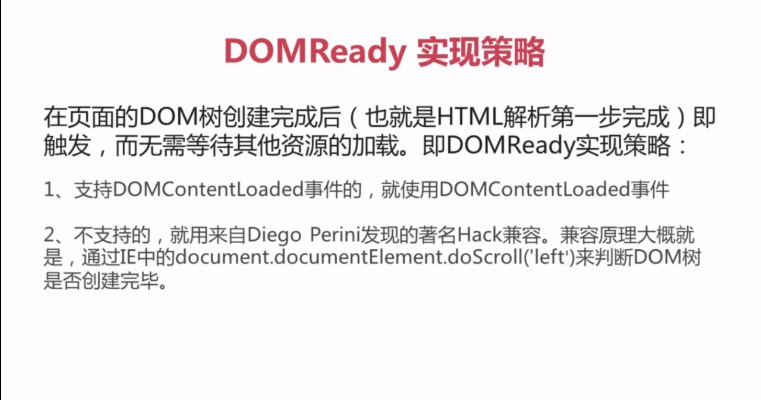 DOMReady 实现策略
在页面的DOM树创建完成后（也就是HTML解析第一步完成）即
触发，而无需等待其他资源的加载。即DOMReady实现策略：
1、支持DOMContentLoaded事件的，就使用DOMContentLoaded事件
2、不支持的，就用来自Diego Perini发现的著名Hack兼容。兼容原理大概就
是，通过IE中的document.documentElement.doScroll('left')来判断DOM树
是否创建完毕。